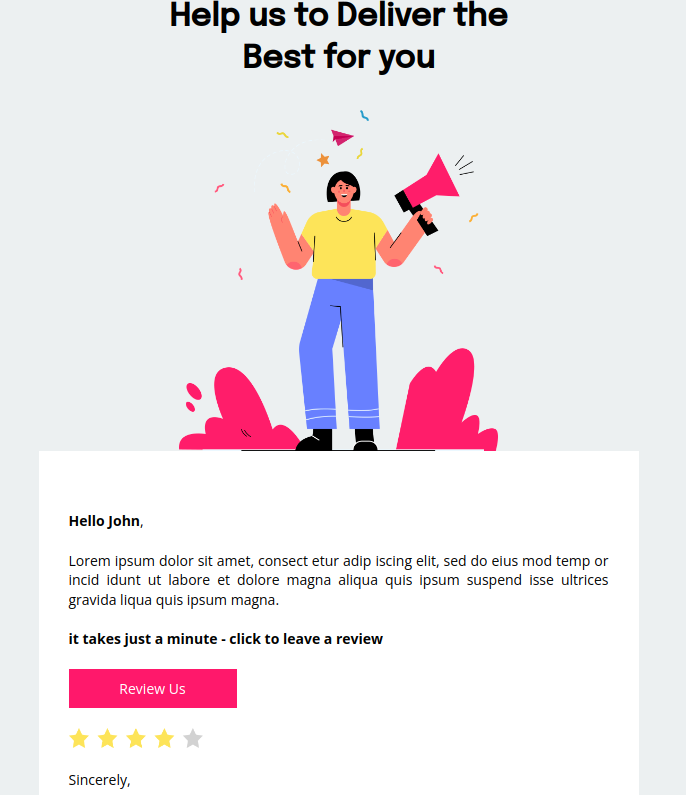 Help us to Deliver the
Best for you
Hello John,
Lorem ipsum dolor sit amet, consect etur adip iscing elit, sed do eius mod temp or
incid idunt ut labore et dolore magna aliqua quis ipsum suspend isse ultrices
gravida liqua quis ipsum magna.
it takes just a minute - click to leave a review
Review Us
Sincerely,